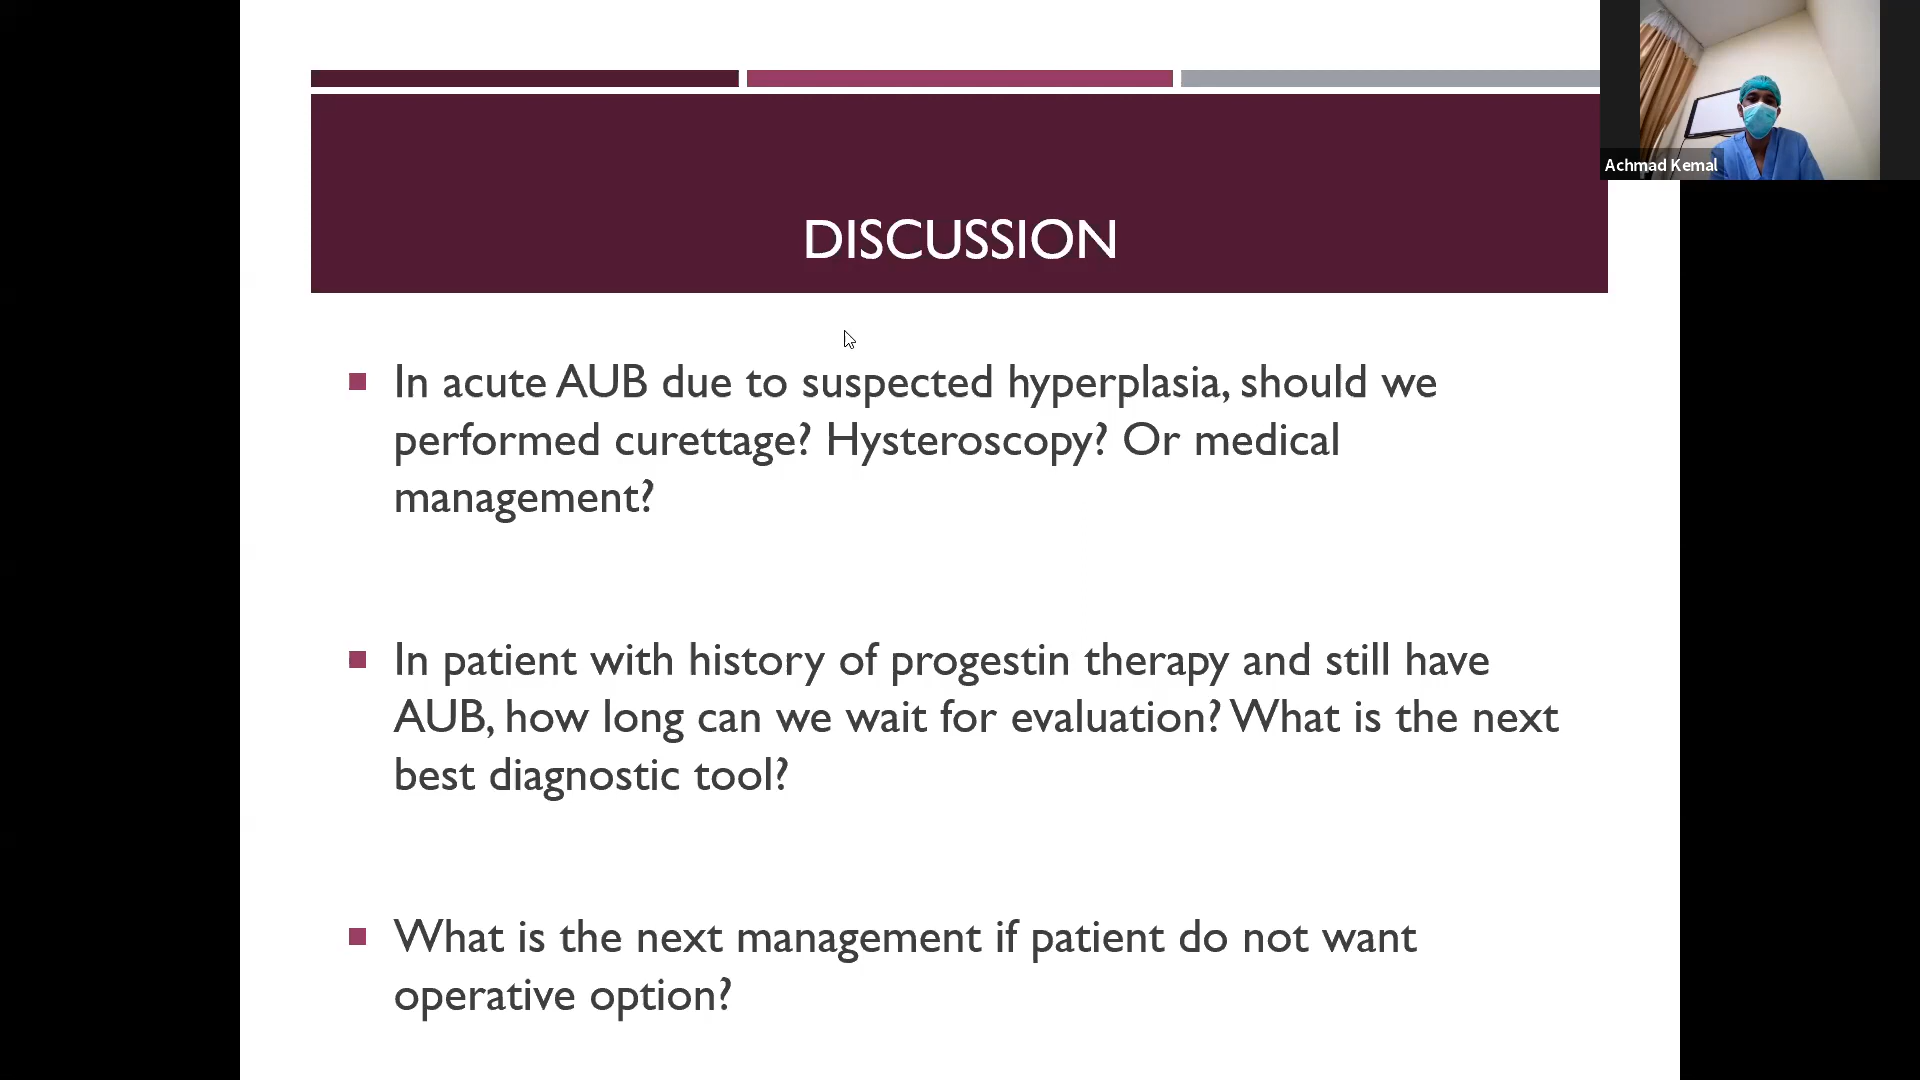 Achmad Kemal
DISCUSSION
In acute AUB due to suspected hyperplasia, should we
performed curettage? Hysteroscopy? Or medical
management?
In patient with history of progestin therapy and still have
AUB, how long can we wait for evaluation? What is the next
best diagnostic tool?
What is the next management if patient do not want
operative option?